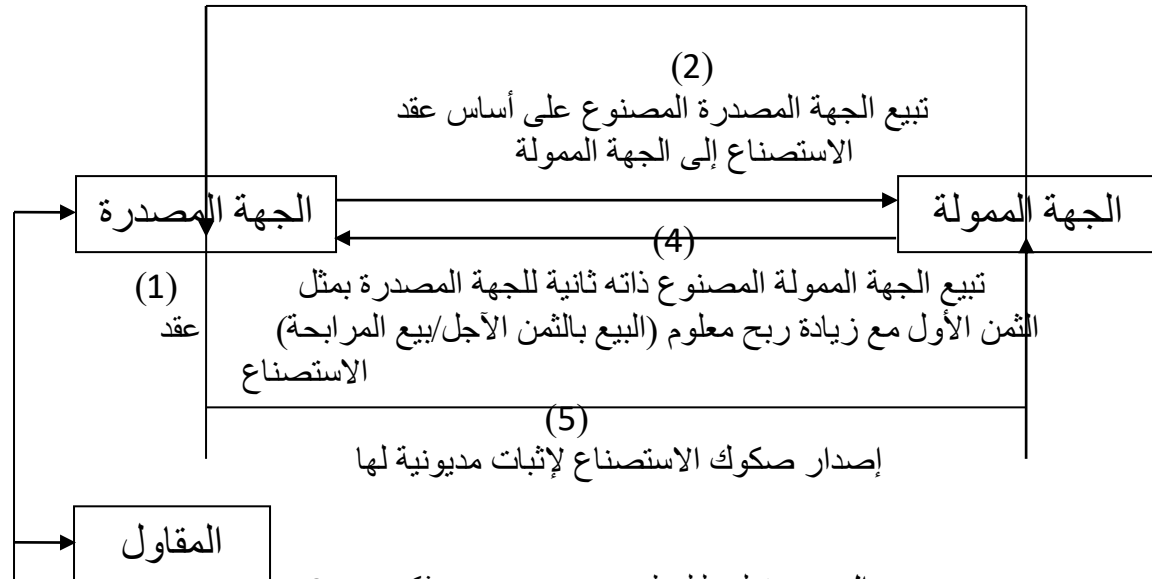 (2)
تبيع الجهة المصدرة المصنوع على أساس عقد
الاستصناع إلى الجهة الممولة
الجهة الممولة
الجهة المصدرة
(4)
(1)
تبيع الجهة الممولة المصنوع ذاته ثانية للجهة المصدرة بمثل
الثمن الأول مع زيادة ربح معلوم (البيع بالثمن الآجل/بيع المرابحة)
عقد
الاستصناع
(5)
إصدار صكوك الاستصناع لإثبات مديونية لها
المقاول